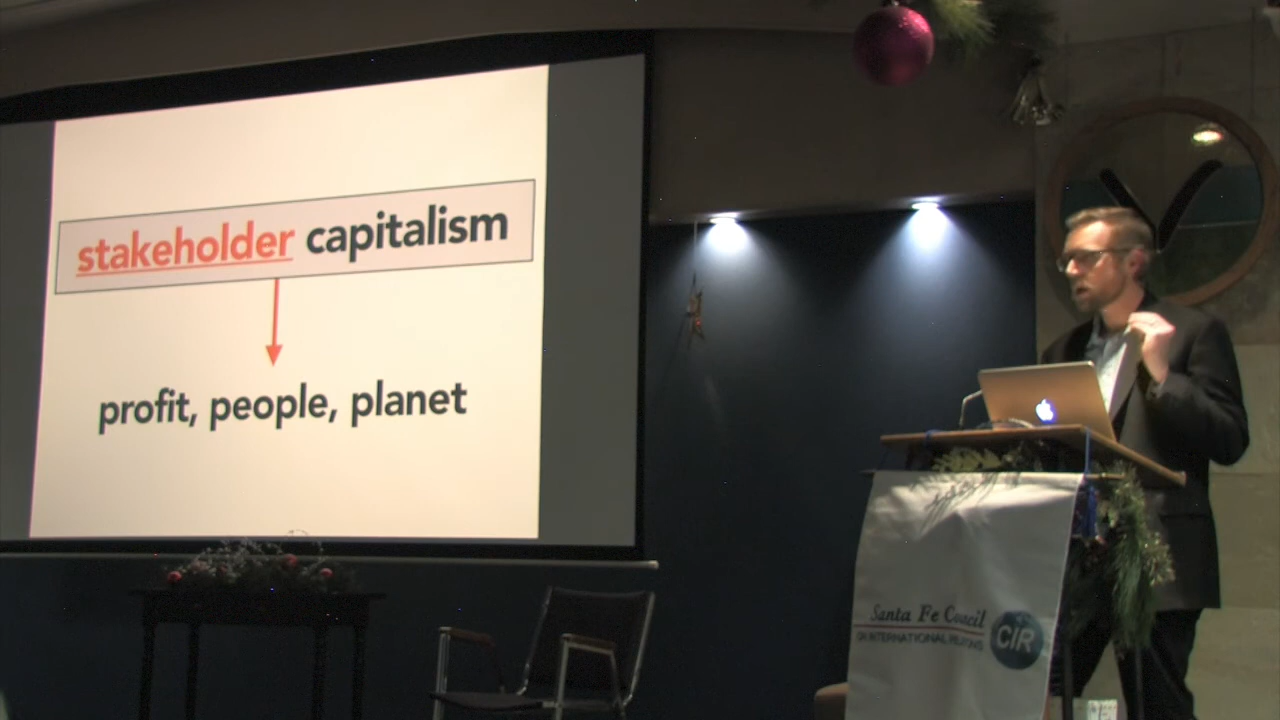 stakeholder capitalism
profit, people, planet
Santa Fe Council
ON INTERNATIONAL RELATIONS
CIR